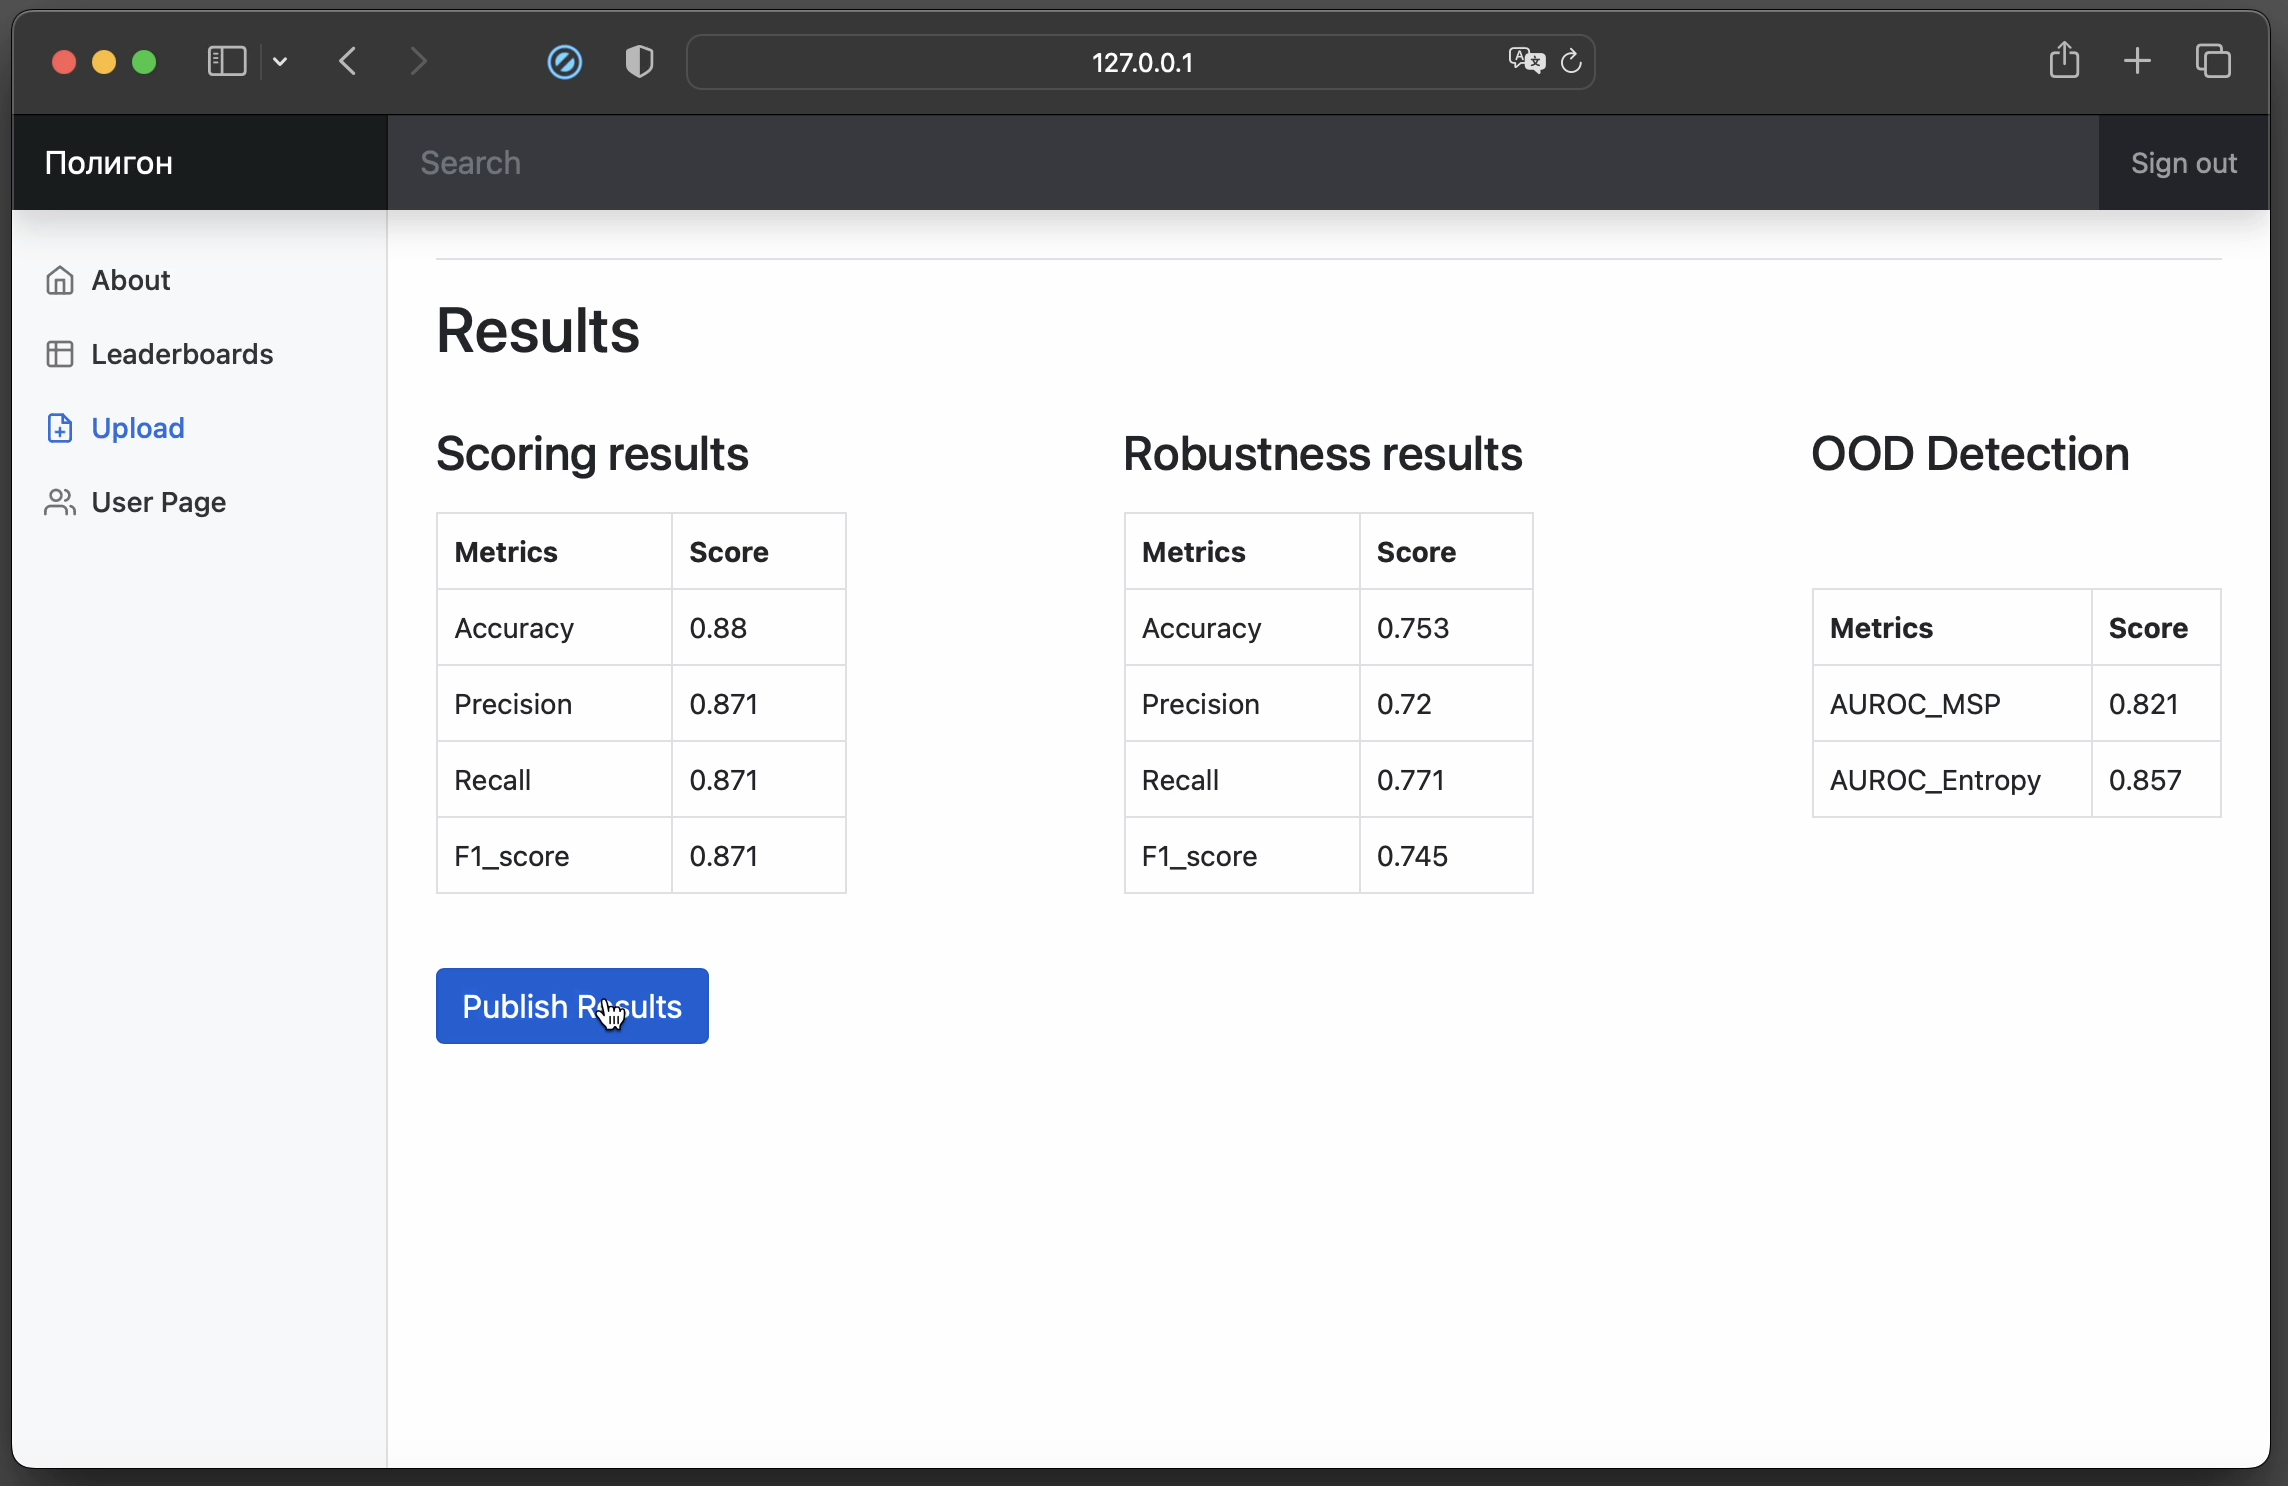 127.0.0.1
Полигон
Search
Sign out
About
Leaderboards
Upload
User Page
Results
Scoring results
Metrics Score
Accuracy 0.88
Precision 0.871
Recall 0.871
F1_score 0.871
Robustness results
Metrics Score
Accuracy 0.753
Precision 0.72
Recall 0.771
F1_score 0.745
OOD Detection
Metrics Score
AUROC_MSP 0.821
AUROC_Entropy 0.857
Publish Results